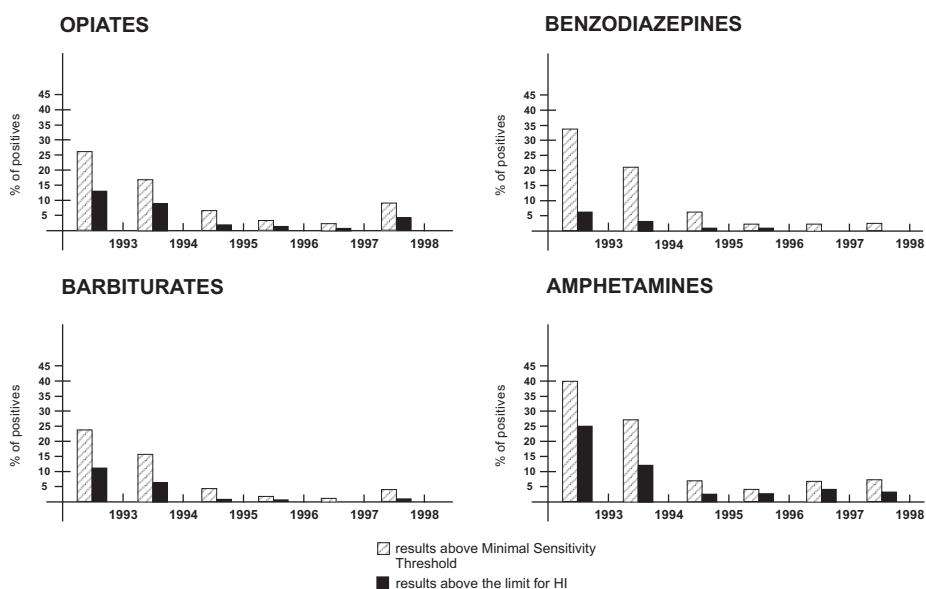 OPIATES
% of positives
45
40
35
30
25
20
15
10
5
1993 1994 1995 1996 1997 1998
BENZODIAZEPINES
% of positives
45
40
35
30
25
20
15
10
5
1993 1994 1995 1996 1997 1998
BARBITURATES
% of positives
45
40
35
30
25
20
15
10
5
1993 1994 1995 1996 1997 1998
AMPHETAMINES
% of positives
45
40
35
30
25
20
15
10
5
1993 1994 1995 1996 1997 1998
results above Minimal Sensitivity
Threshold
results above the limit for HI